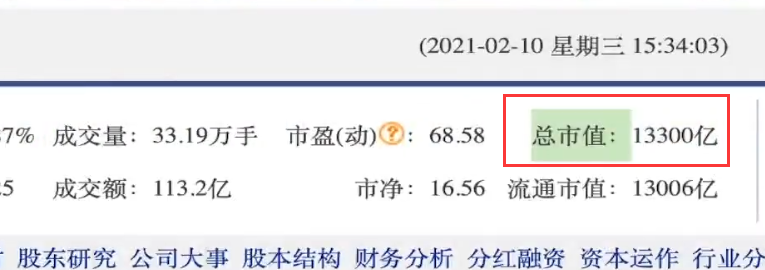 (2021-02-10 星期三 15:34:03)
37% 成交量：33.19万手 市盈(动)?：68.58 总市值：13300亿
25 成交额：113.2亿 市净：16.56 流通市值：13006亿
股东研究 公司大事 股本结构 财务分析 分红融资 资本运作 行业分